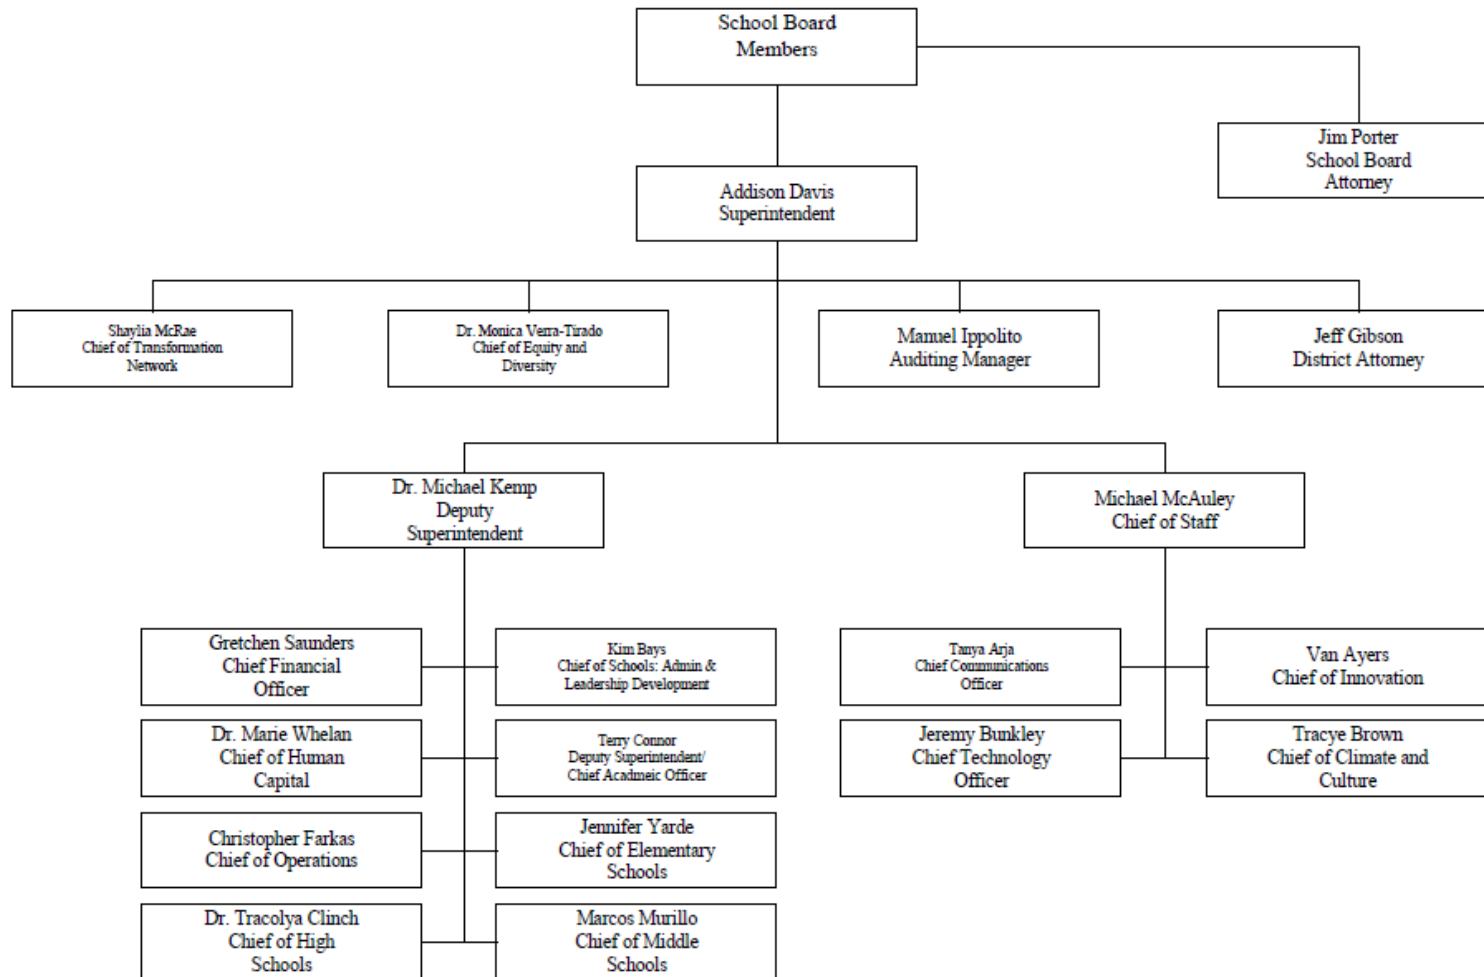 School Board
Members
Jim Porter
School Board
Attorney
Addison Davis
Superintendent
Shaylia McRae
Chief of Transformation
Network
Dr. Monica Verra-Tirado
Chief of Equity and
Diversity
Manuel Ippolito
Auditing Manager
Jeff Gibson
District Attorney
Dr. Michael Kemp
Deputy
Superintendent
Michael McAuley
Chief of Staff
Gretchen Saunders
Chief Financial
Officer
Kim Bays
Chief of Schools: Admin &
Leadership Development
Tanya Arja
Chief Communications
Officer
Van Ayers
Chief of Innovation
Dr. Marie Whelan
Chief of Human
Capital
Terry Connor
Deputy Superintendent/
Chief Acadmeic Officer
Jeremy Bunkley
Chief Technology
Officer
Tracye Brown
Chief of Climate and
Culture
Christopher Farkas
Chief of Operations
Jennifer Yarde
Chief of Elementary
Schools
Dr. Tracolya Clinch
Chief of High
Schools
Marcos Murillo
Chief of Middle
Schools